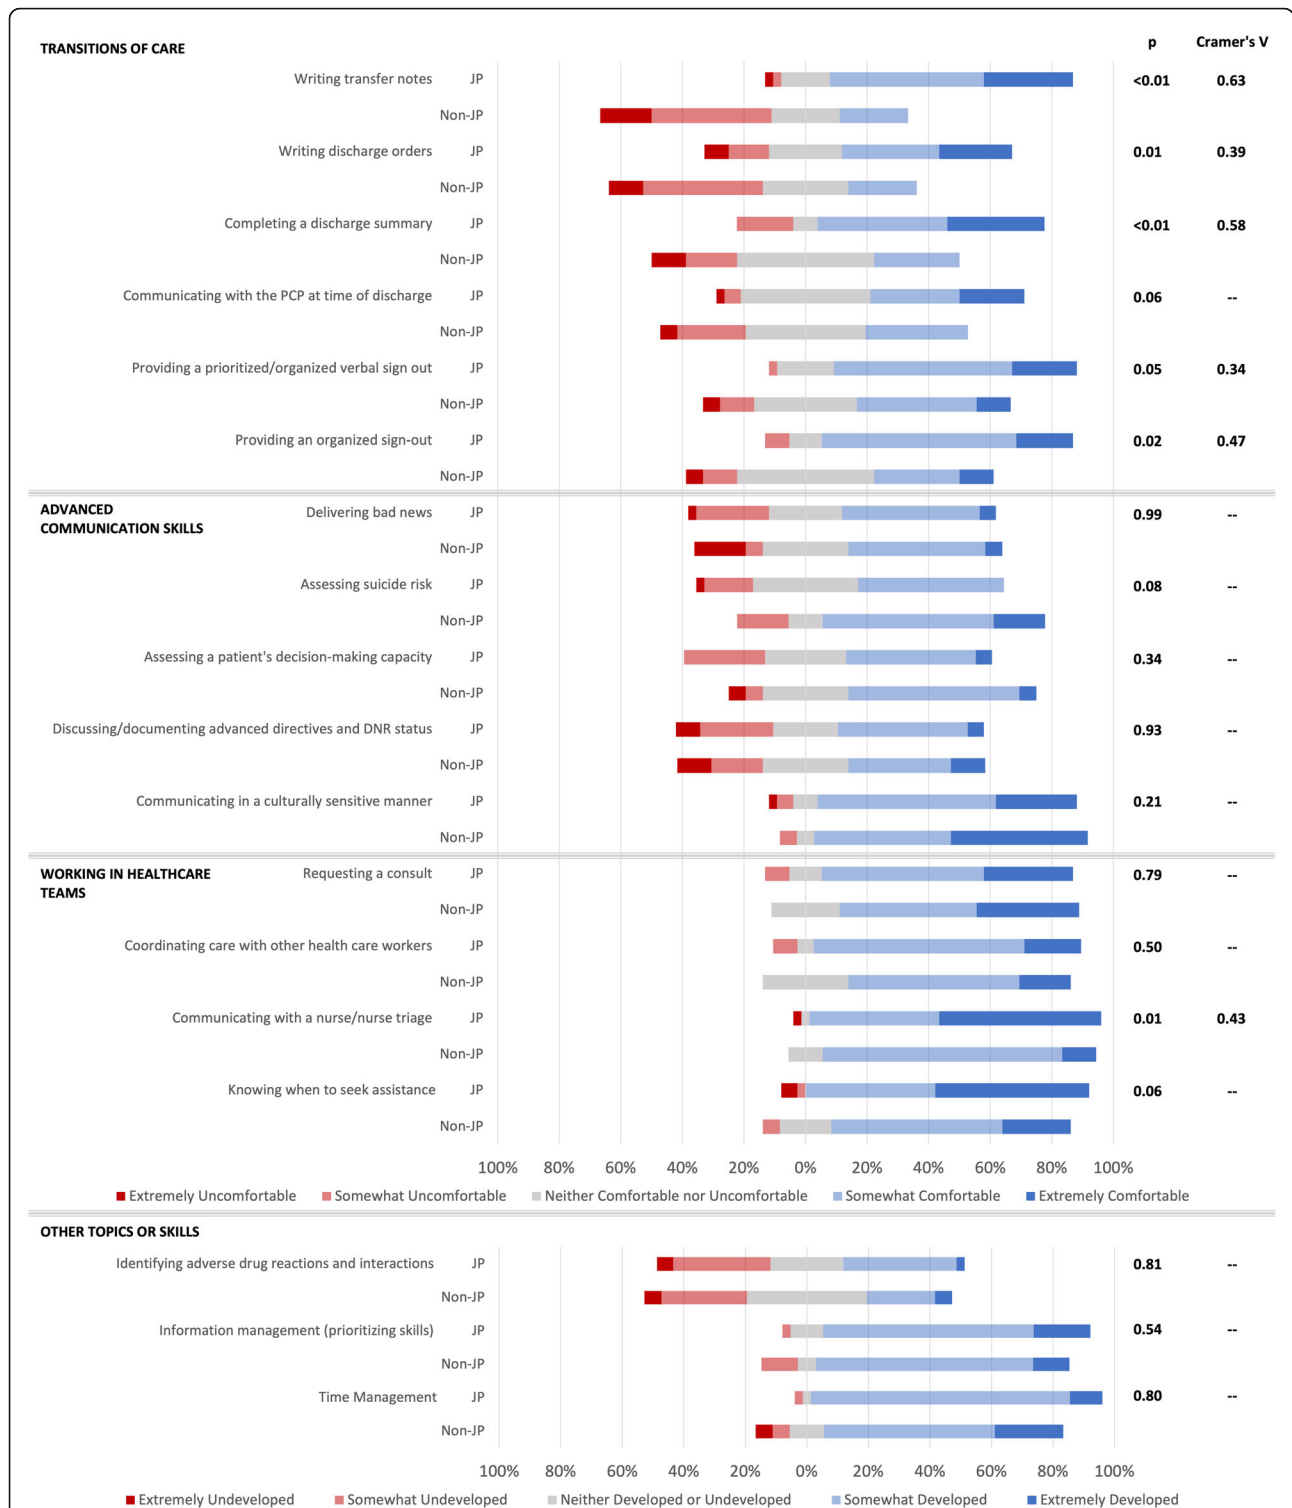 TRANSITIONS OF CARE p Cramer's V
Writing transfer notes JP <0.01 0.63
Non-JP
Writing discharge orders JP 0.01 0.39
Non-JP
Completing a discharge summary JP <0.01 0.58
Non-JP
Communicating with the PCP at time of discharge JP 0.06 --
Non-JP
Providing a prioritized/organized verbal sign out JP 0.05 0.34
Non-JP
Providing an organized sign-out JP 0.02 0.47
Non-JP
ADVANCED
COMMUNICATION SKILLS
Delivering bad news JP 0.99 --
Non-JP
Assessing suicide risk JP 0.08 --
Non-JP
Assessing a patient's decision-making capacity JP 0.34 --
Non-JP
Discussing/documenting advanced directives and DNR status JP 0.93 --
Non-JP
Communicating in a culturally sensitive manner JP 0.21 --
Non-JP
WORKING IN HEALTHCARE
TEAMS
Requesting a consult JP 0.79 --
Non-JP
Coordinating care with other health care workers JP 0.50 --
Non-JP
Communicating with a nurse/nurse triage JP 0.01 0.43
Non-JP
Knowing when to seek assistance JP 0.06 --
Non-JP
100% 80% 60% 40% 20% 0% 20% 40% 60% 80% 100%
Extremely Uncomfortable Somewhat Uncomfortable Neither Comfortable nor Uncomfortable Somewhat Comfortable Extremely Comfortable
OTHER TOPICS OR SKILLS
Identifying adverse drug reactions and interactions JP 0.81 --
Non-JP
Information management (prioritizing skills) JP 0.54 --
Non-JP
Time Management JP 0.80 --
Non-JP
100% 80% 60% 40% 20% 0% 20% 40% 60% 80% 100%
Extremely Undeveloped Somewhat Undeveloped Neither Developed or Undeveloped Somewhat Developed Extremely Developed